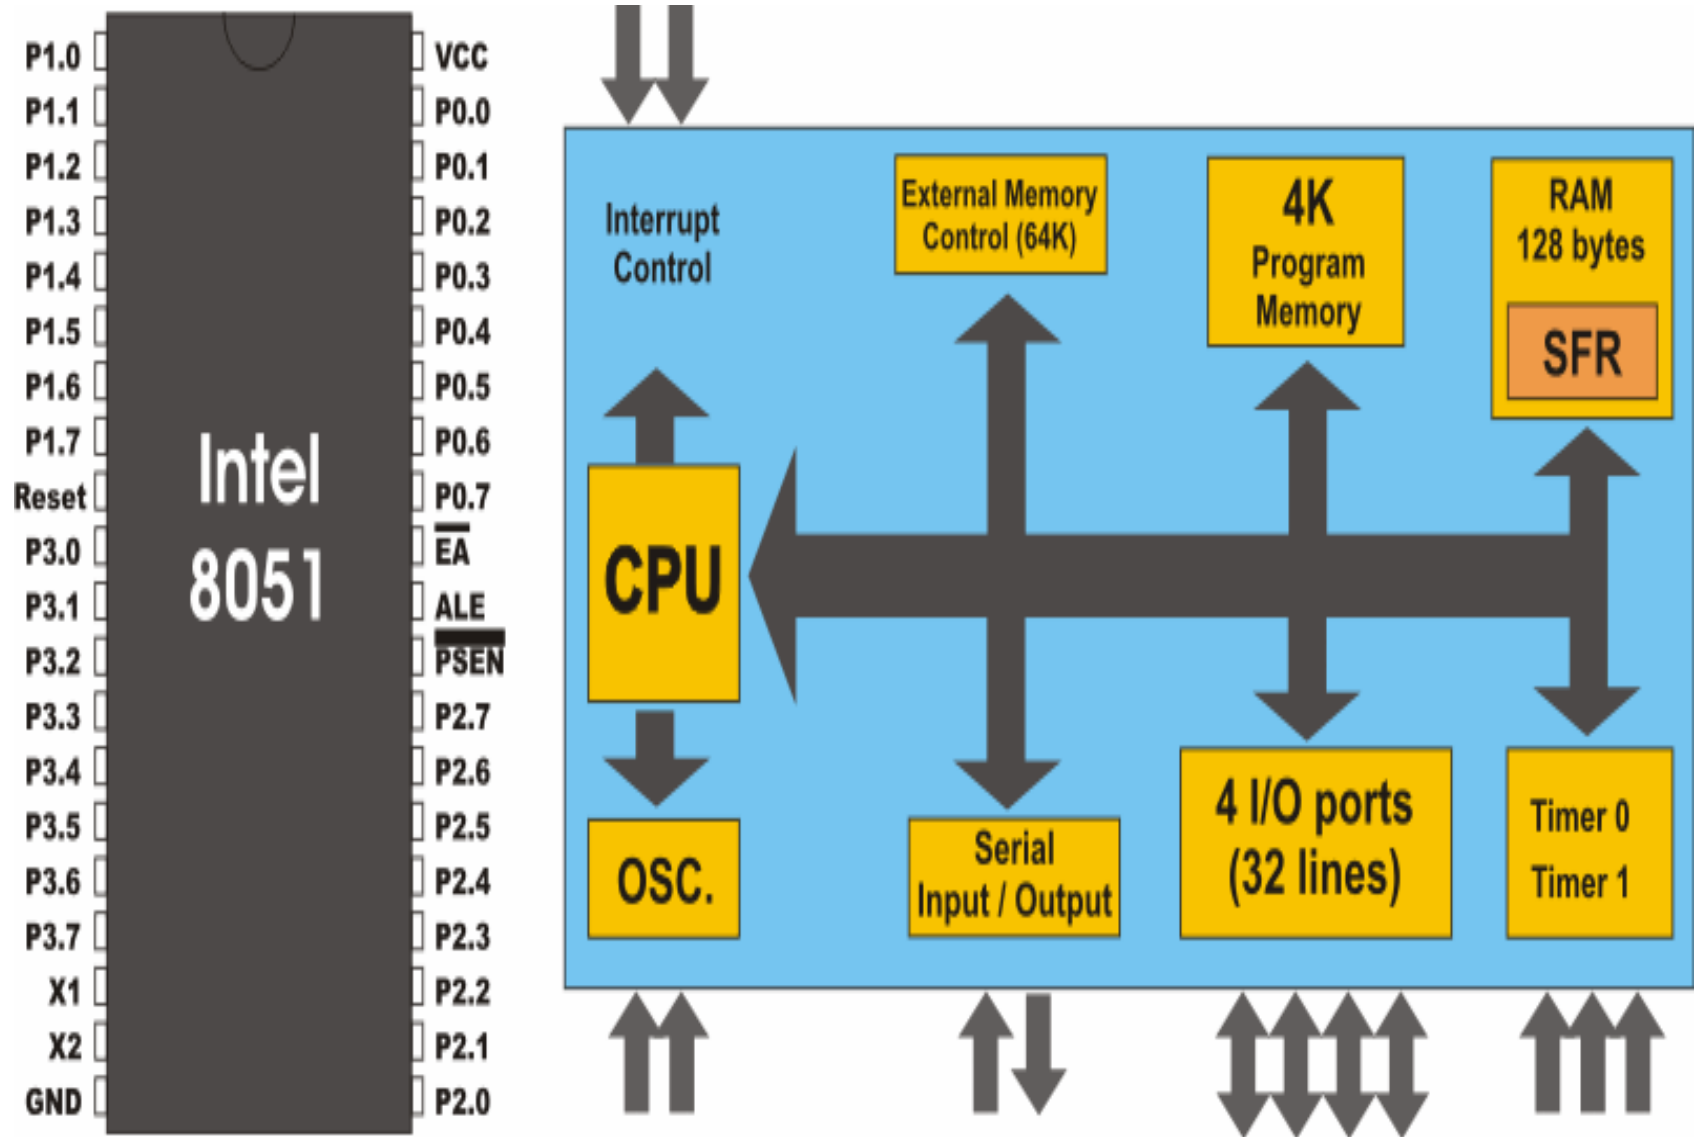 P1.0
P1.1
P1.2
P1.3
P1.4
P1.5
P1.6
P1.7
Reset
P3.0
P3.1
P3.2
P3.3
P3.4
P3.5
P3.6
P3.7
X1
X2
GND
Intel
8051
VCC
P0.0
P0.1
P0.2
P0.3
P0.4
P0.5
P0.6
P0.7
EA
ALE
PSEN
P2.7
P2.6
P2.5
P2.4
P2.3
P2.2
P2.1
P2.0
Interrupt
Control
External Memory
Control (64K)
4K
Program
Memory
RAM
128 bytes
SFR
CPU
OSC.
Serial
Input / Output
4 I/O ports
(32 lines)
Timer 0
Timer 1